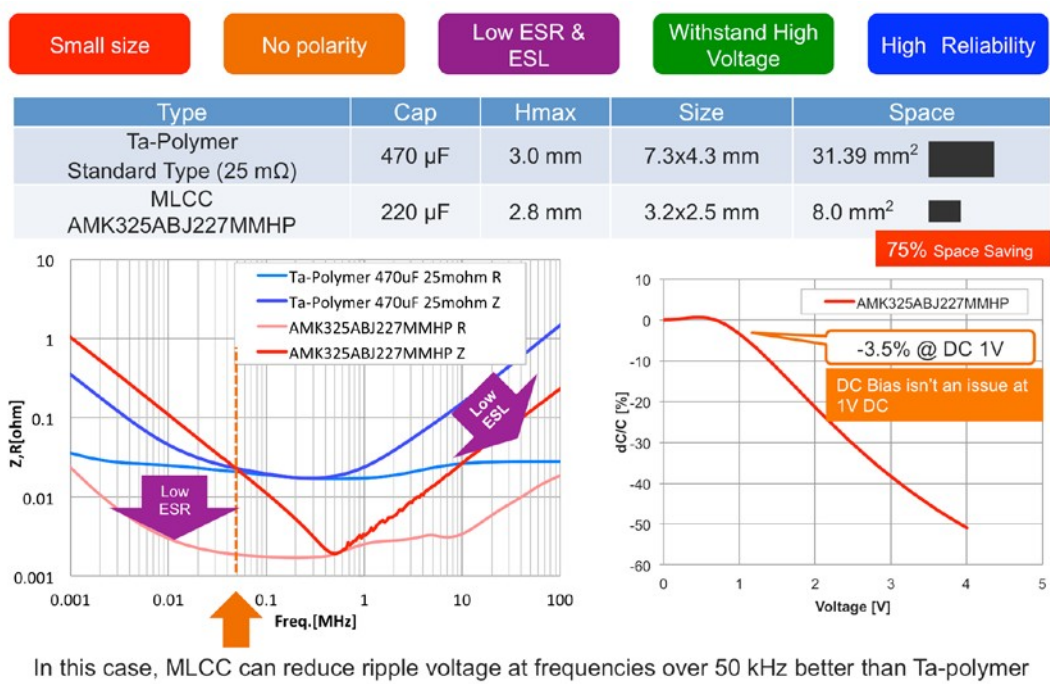 Small size
No polarity
Low ESR &
ESL
Withstand High
Voltage
High Reliability
Type Cap Hmax Size Space
Ta-Polymer
Standard Type (25 mΩ) 470 µF 3.0 mm 7.3x4.3 mm 31.39 mm²
MLCC
AMK325ABJ227MMHP 220 µF 2.8 mm 3.2x2.5 mm 8.0 mm²
75% Space Saving
10
1
0.1
0.01
0.001
Z,R[ohm]
Ta-Polymer 470uF 25mohm R
Ta-Polymer 470uF 25mohm Z
AMK325ABJ227MMHP R
AMK325ABJ227MMHP Z
Low
ESL
Low
ESR
0.001 0.01 0.1 1 10 100
Freq.[MHz]
10
0
-10
-20
-30
-40
-50
-60
dC/C [%]
AMK325ABJ227MMHP
-3.5% @ DC 1V
DC Bias isn't an issue at
1V DC
0 1 2 3 4 5
Voltage [V]
In this case, MLCC can reduce ripple voltage at frequencies over 50 kHz better than Ta-polymer